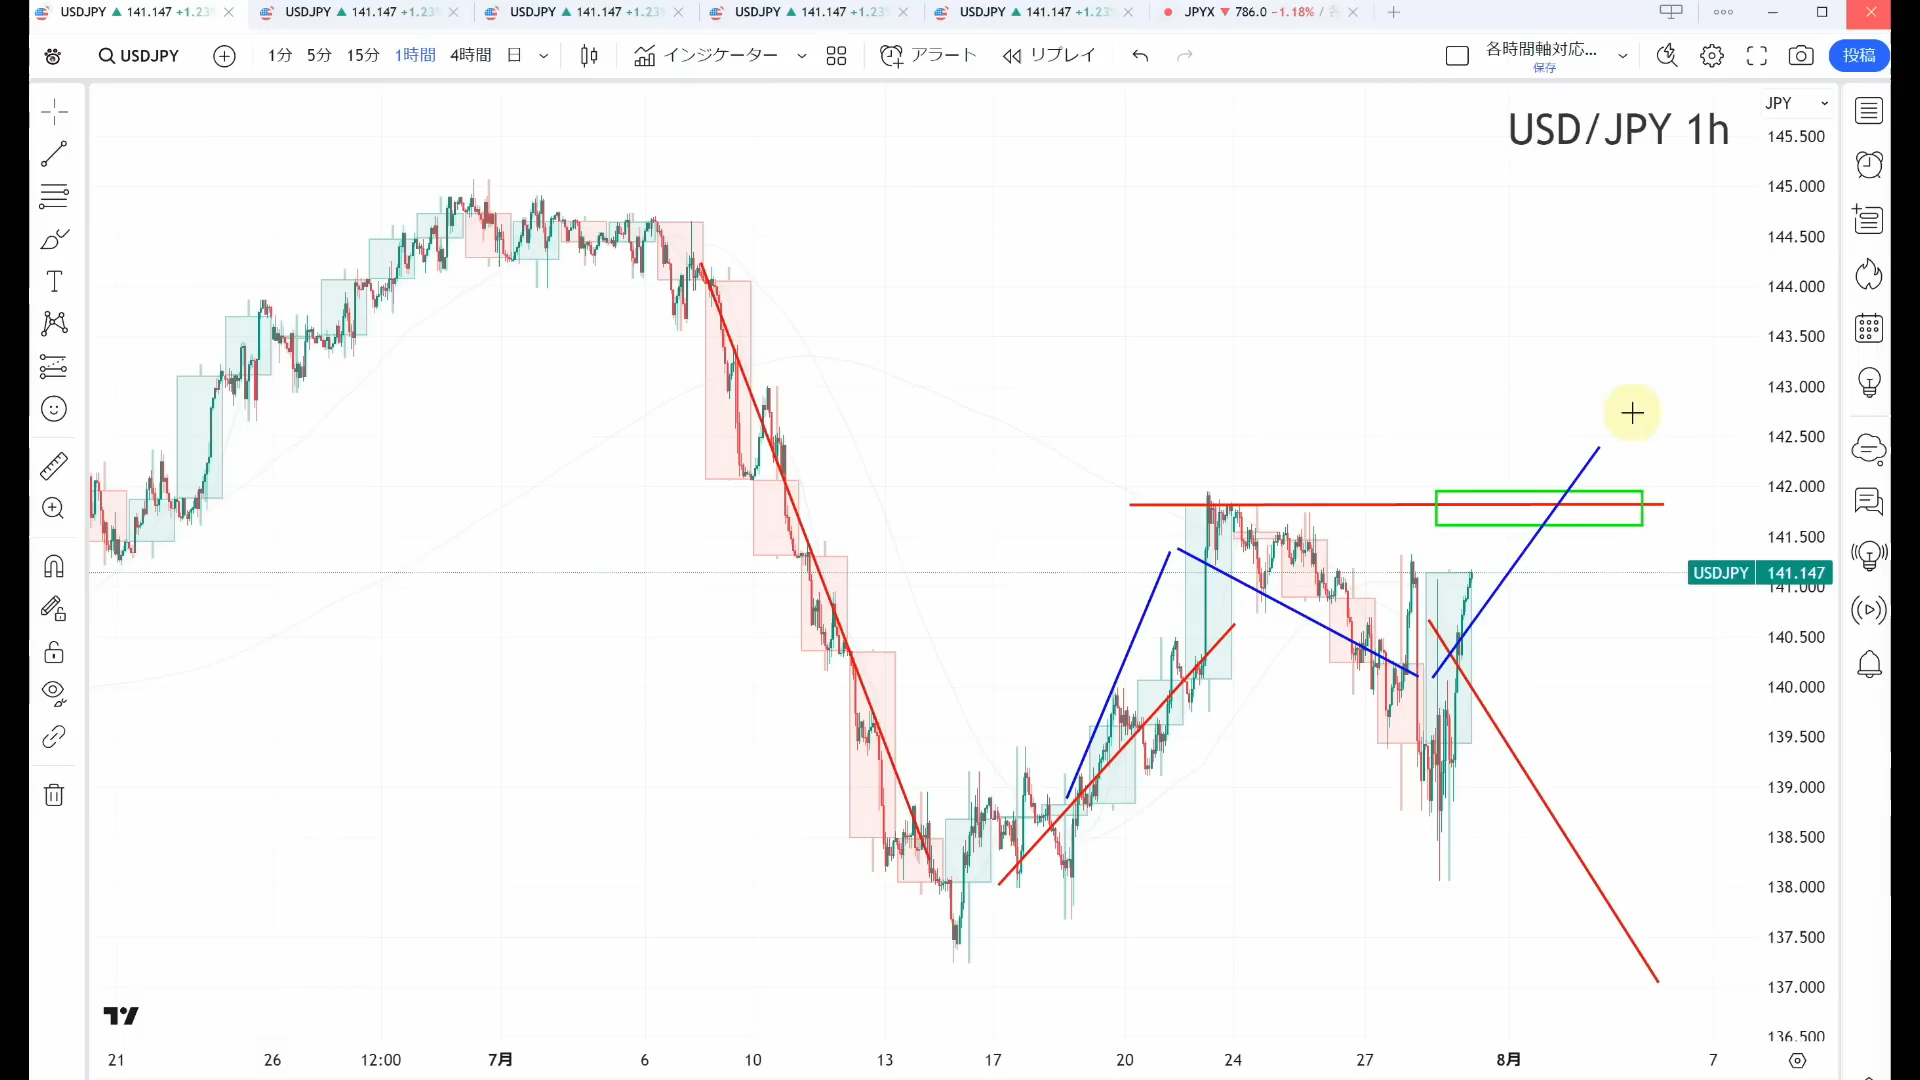 USDJPY ▲ 141.147 +1.23 USDJPY ▲ 141.147 +1.23 USDJPY ▲ 141.147 +1.23 USDJPY ▲ 141.147 +1.23 USDJPY ▲ 141.147 +1.23 JPYX ▼ 786.0 −1.18% /
USDJPY 1分 5分 15分 1時間 4時間 日 インジケーター アラート リプレイ 各時間軸対応... 投稿
保存
JPY
USD/JPY 1h
145.500
145.000
144.500
144.000
143.500
143.000
142.500
142.000
141.500
USDJPY 141.147
141.000
140.500
140.000
139.500
139.000
138.500
138.000
137.500
137.000
136.500
21 26 12:00 7月 6 10 13 17 20 24 27 8月 7